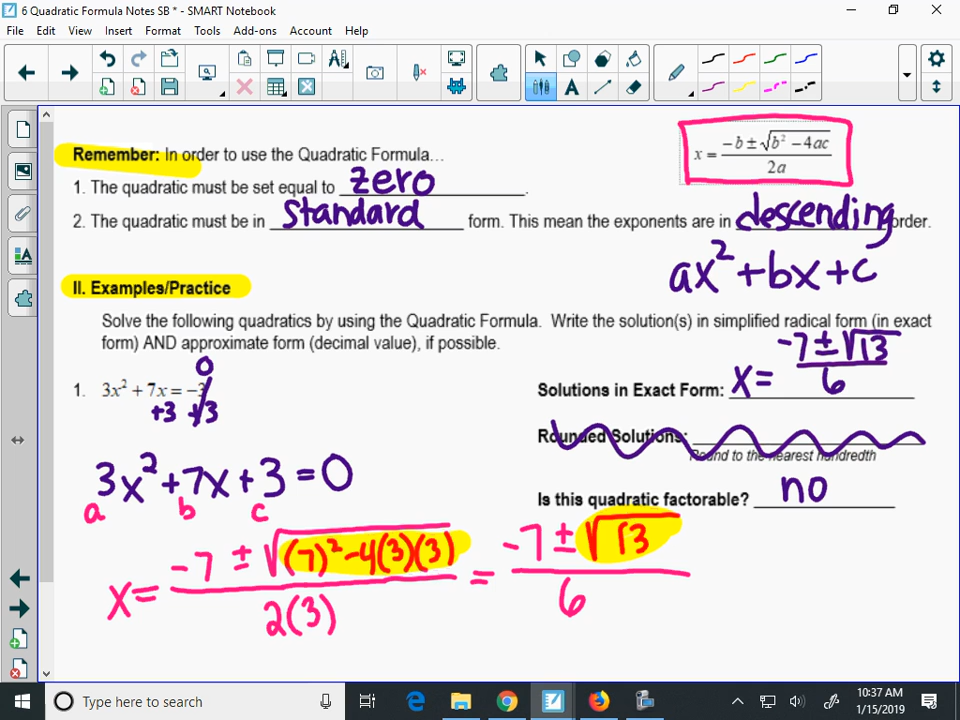 6 Quadratic Formula Notes SB * - SMART Notebook
File Edit View Insert Format Tools Add-ons Account Help
Remember: In order to use the Quadratic Formula…
x = −b ± √b² − 4ac / 2a
1. The quadratic must be set equal to zero.
2. The quadratic must be in standard form. This mean the exponents are in descending order.
ax² + bx + c
II. Examples/Practice
Solve the following quadratics by using the Quadratic Formula. Write the solution(s) in simplified radical form (in exact
form) AND approximate form (decimal value), if possible.
0
1. 3x² + 7x = −3
+3 +3
Solutions in Exact Form: x = -7 ± √13 / 6
Rounded Solutions:
Round to the nearest hundredth
3x² + 7x + 3 = 0
a b c
Is this quadratic factorable? no
x = -7 ± √(7)² - 4(3)(3) / 2(3) = -7 ± √13 / 6
Type here to search
10:37 AM
1/15/2019